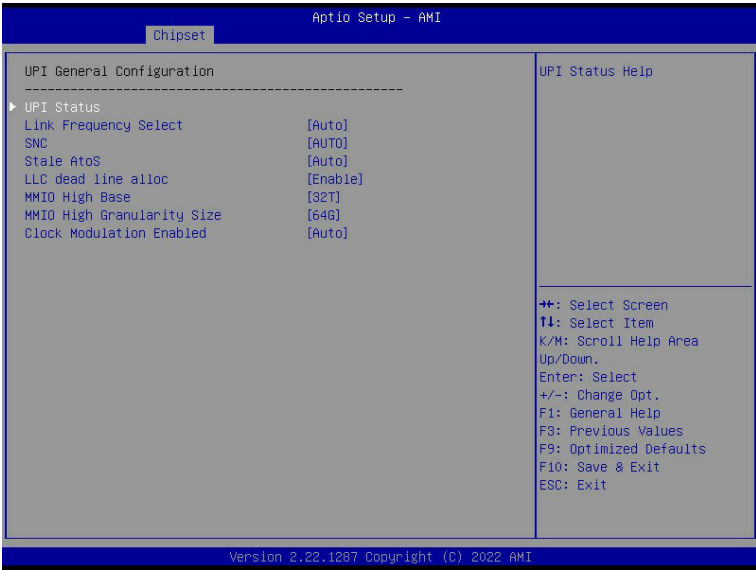 Aptio Setup – AMI
Chipset
UPI General Configuration
------------------------------------------------
UPI Status
Link Frequency Select [Auto]
SNC [AUTO]
Stale AtoS [Auto]
LLC dead line alloc [Enable]
MMIO High Base [32T]
MMIO High Granularity Size [64G]
Clock Modulation Enabled [Auto]
UPI Status Help
→←: Select Screen
↑↓: Select Item
K/M: Scroll Help Area
Up/Down.
Enter: Select
+/-: Change Opt.
F1: General Help
F3: Previous Values
F9: Optimized Defaults
F10: Save & Exit
ESC: Exit
Version 2.22.1287 Copyright (C) 2022 AMI